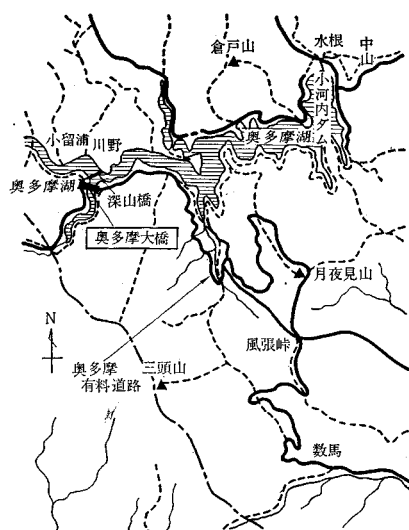 倉戸山
水根
中山
小河内ダム
奥多摩湖
小留浦
川野
奥多摩湖
深山橋
奥多摩大橋
月夜見山
N
風張峠
奥多摩
有料道路
三頭山
数馬